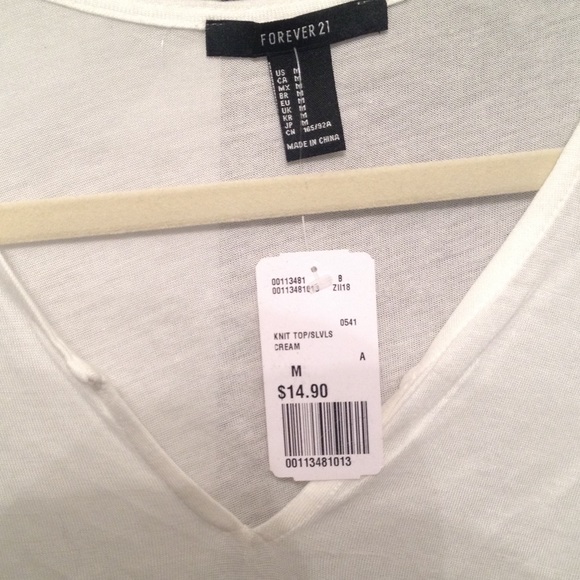 FOREVER 21
US M
CA M
MX M
BR M
EU M
UK M
KR M
JP M
CN 165/92A
MADE IN CHINA
00113481 B
00113481013 ZII18
0541
KNIT TOP/SLVLS
CREAM
A
M
$14.90
00113481013